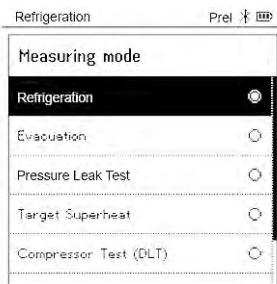 Refrigeration Prel
Measuring mode
Refrigeration
Evacuation
Pressure Leak Test
Target Superheat
Compressor Test (DLT)